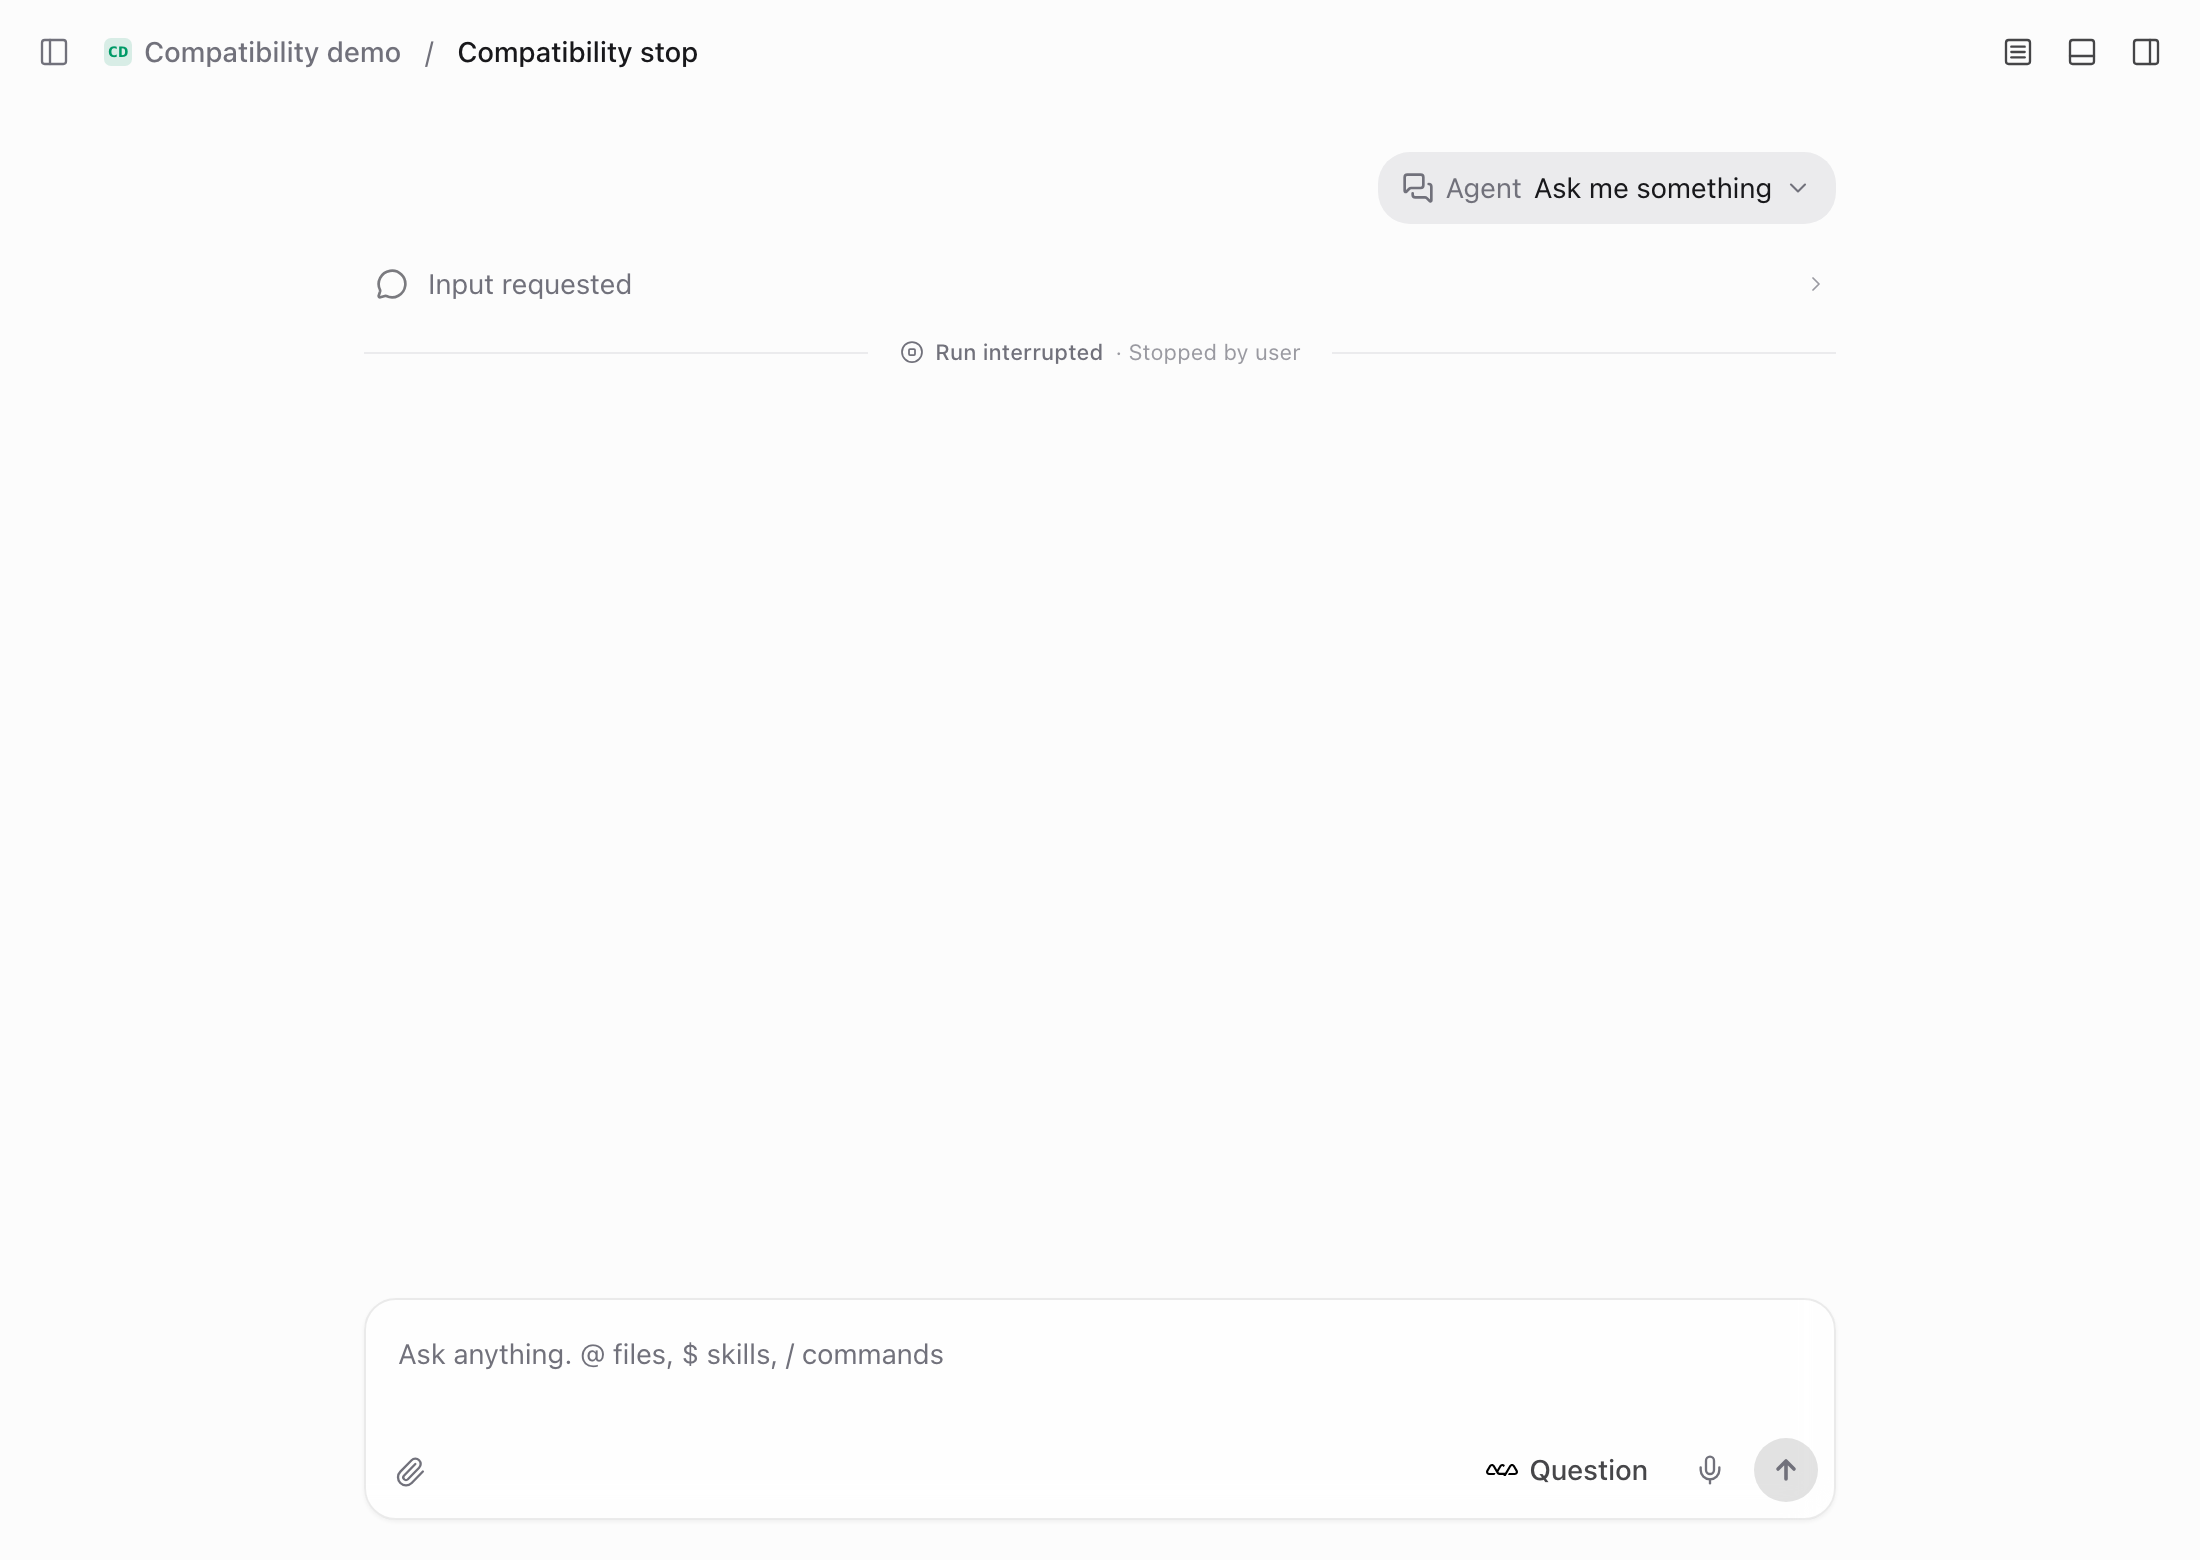 CD Compatibility demo / Compatibility stop
Agent Ask me something
Input requested
Run interrupted · Stopped by user
Ask anything. @ files, $ skills, / commands
Question